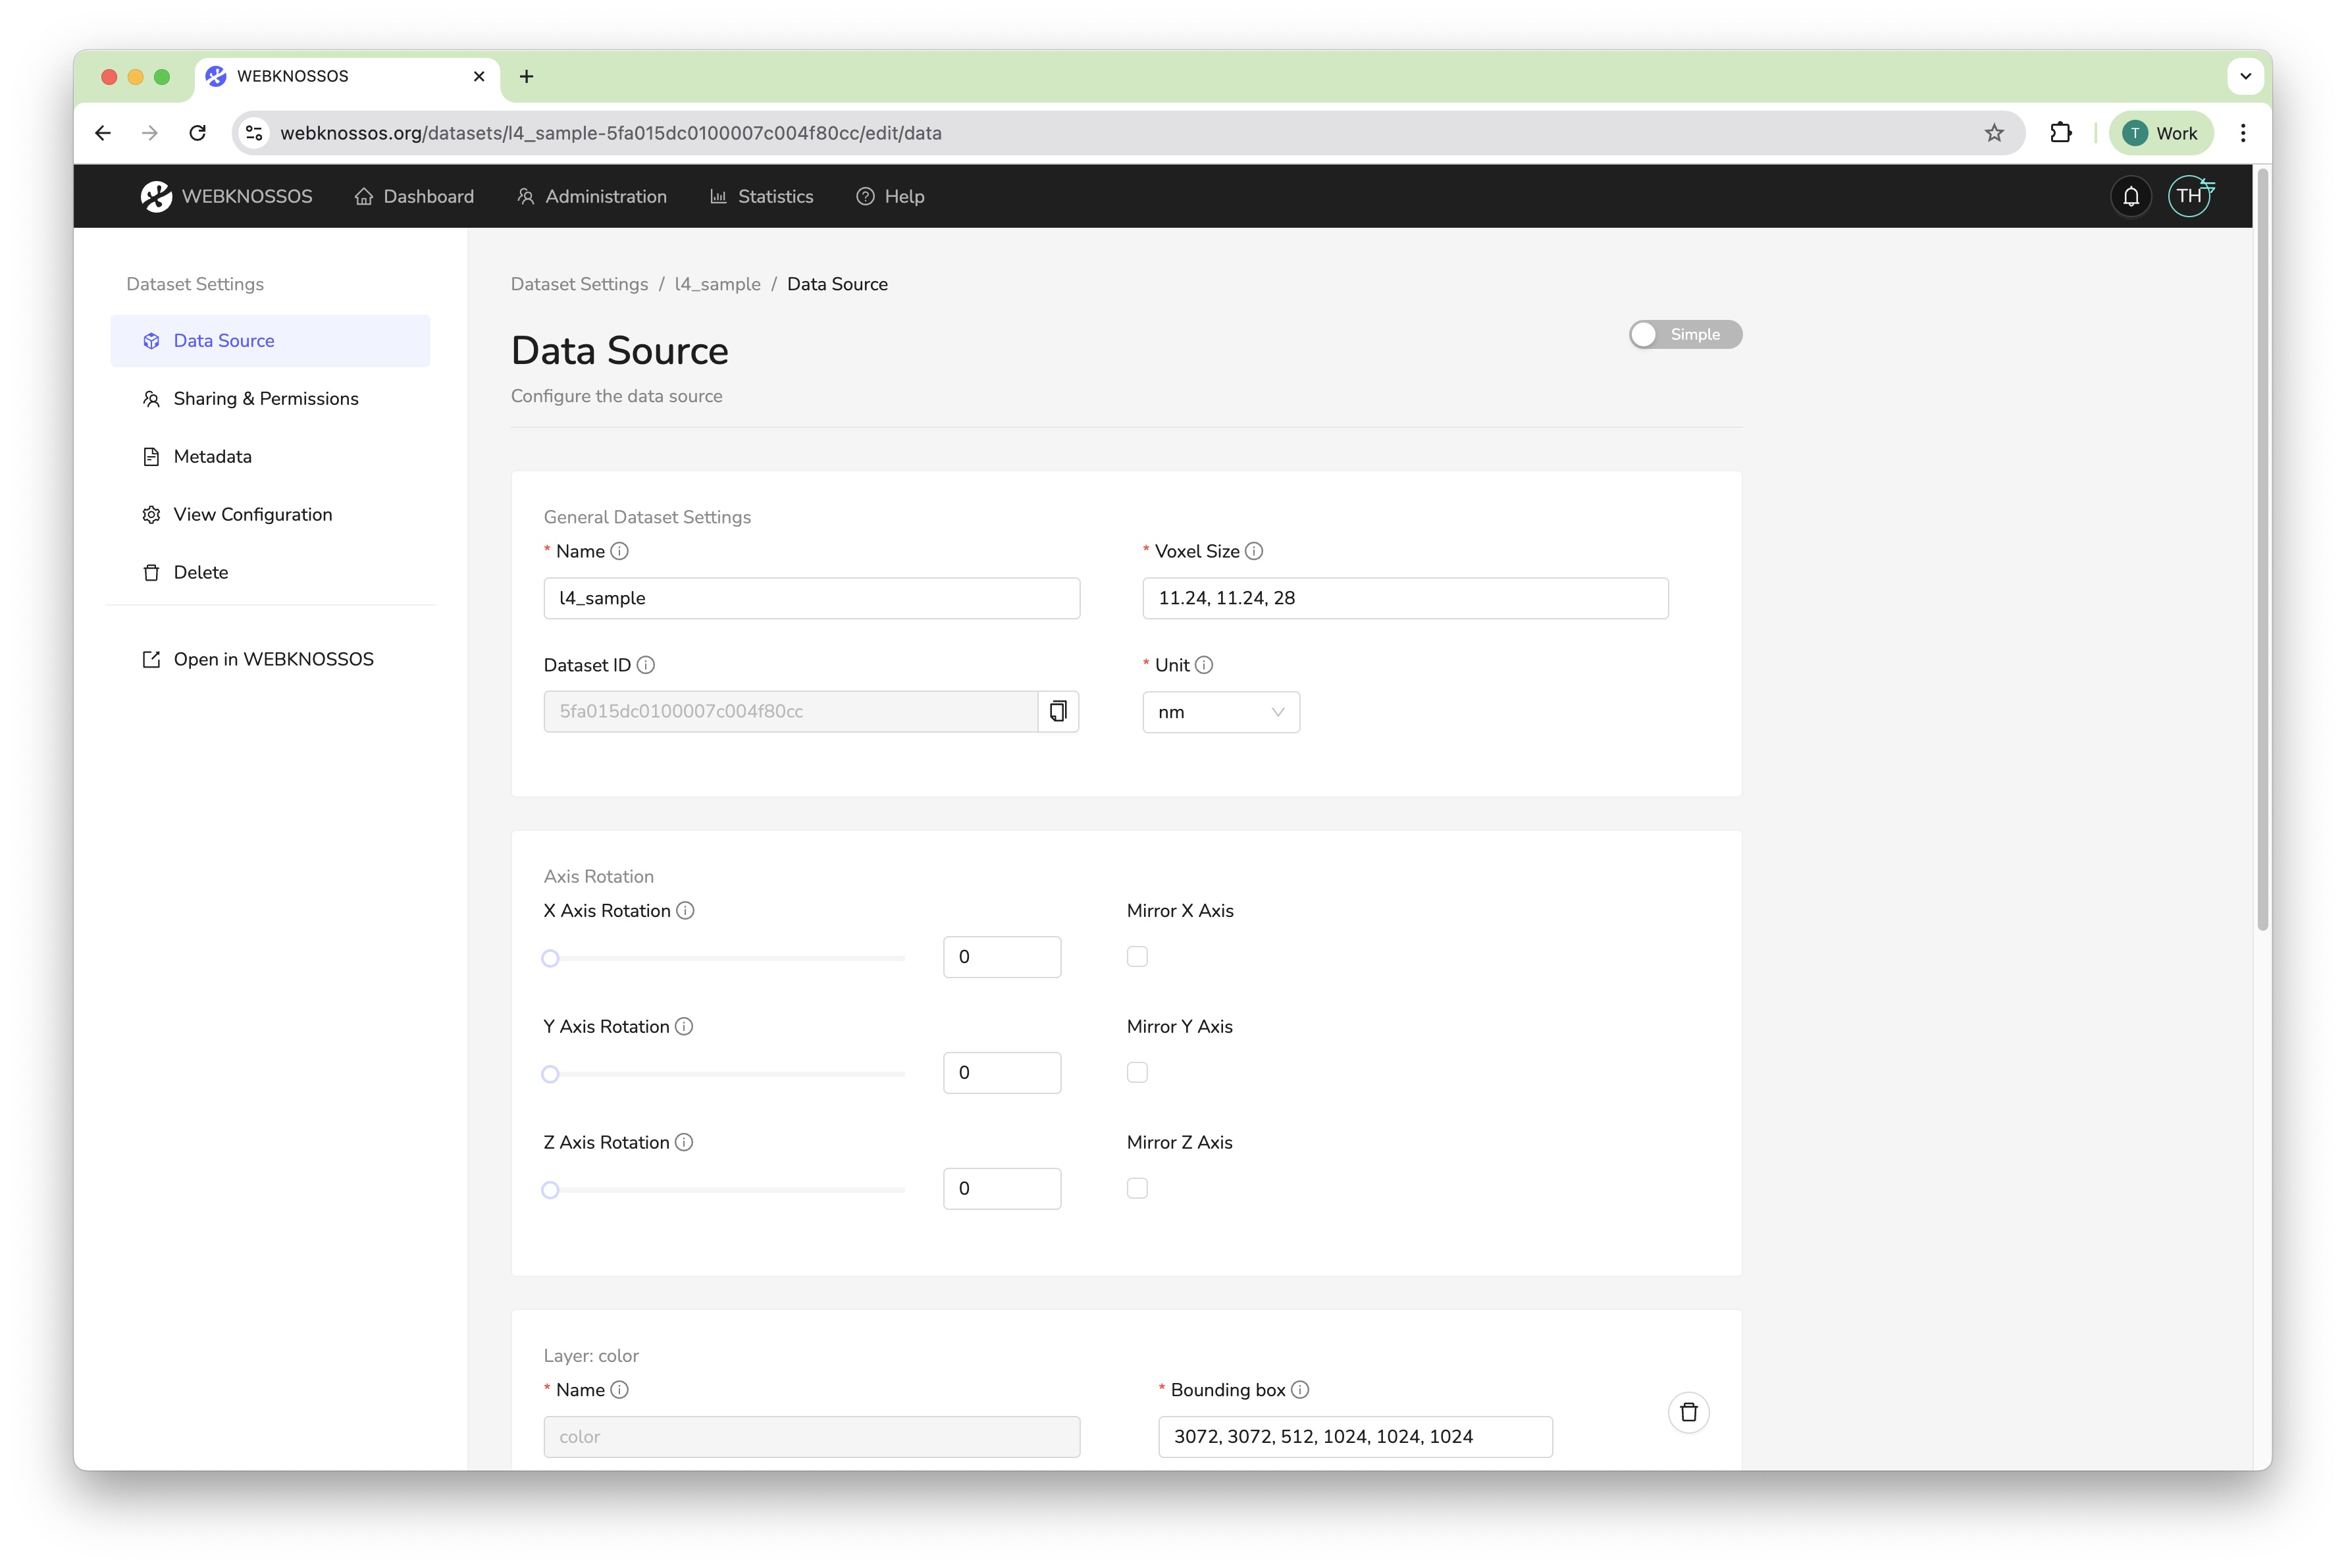 WEBKNOSSOS
webknossos.org/datasets/l4_sample-5fa015dc0100007c004f80cc/edit/data
T Work
WEBKNOSSOS Dashboard Administration Statistics Help TH
Dataset Settings
Data Source
Sharing & Permissions
Metadata
View Configuration
Delete
Open in WEBKNOSSOS
Dataset Settings / l4_sample / Data Source
Data Source
Simple
Configure the data source
General Dataset Settings
* Name
* Voxel Size
l4_sample
11.24, 11.24, 28
Dataset ID
* Unit
5fa015dc0100007c004f80cc
nm
Axis Rotation
X Axis Rotation
Mirror X Axis
0
Y Axis Rotation
Mirror Y Axis
0
Z Axis Rotation
Mirror Z Axis
0
Layer: color
* Name
* Bounding box
color
3072, 3072, 512, 1024, 1024, 1024